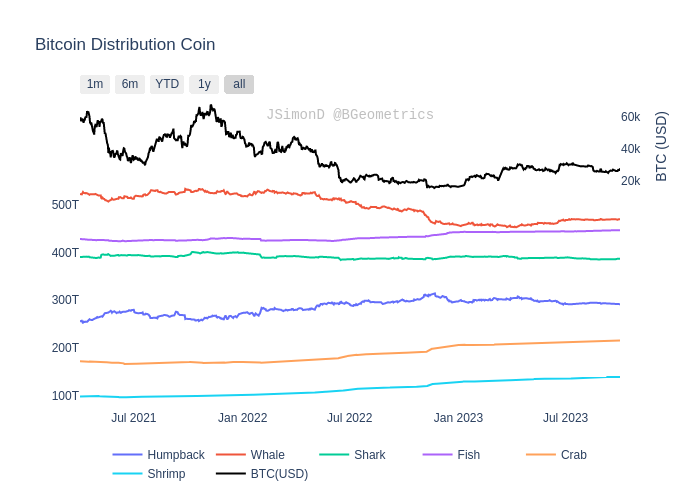 Bitcoin Distribution Coin
1m 6m YTD 1y all
JSimonD @BGeometrics
60k
40k
20k
BTC (USD)
500T
400T
300T
200T
100T
Jul 2021 Jan 2022 Jul 2022 Jan 2023 Jul 2023
Humpback Whale Shark Fish Crab
Shrimp BTC(USD)